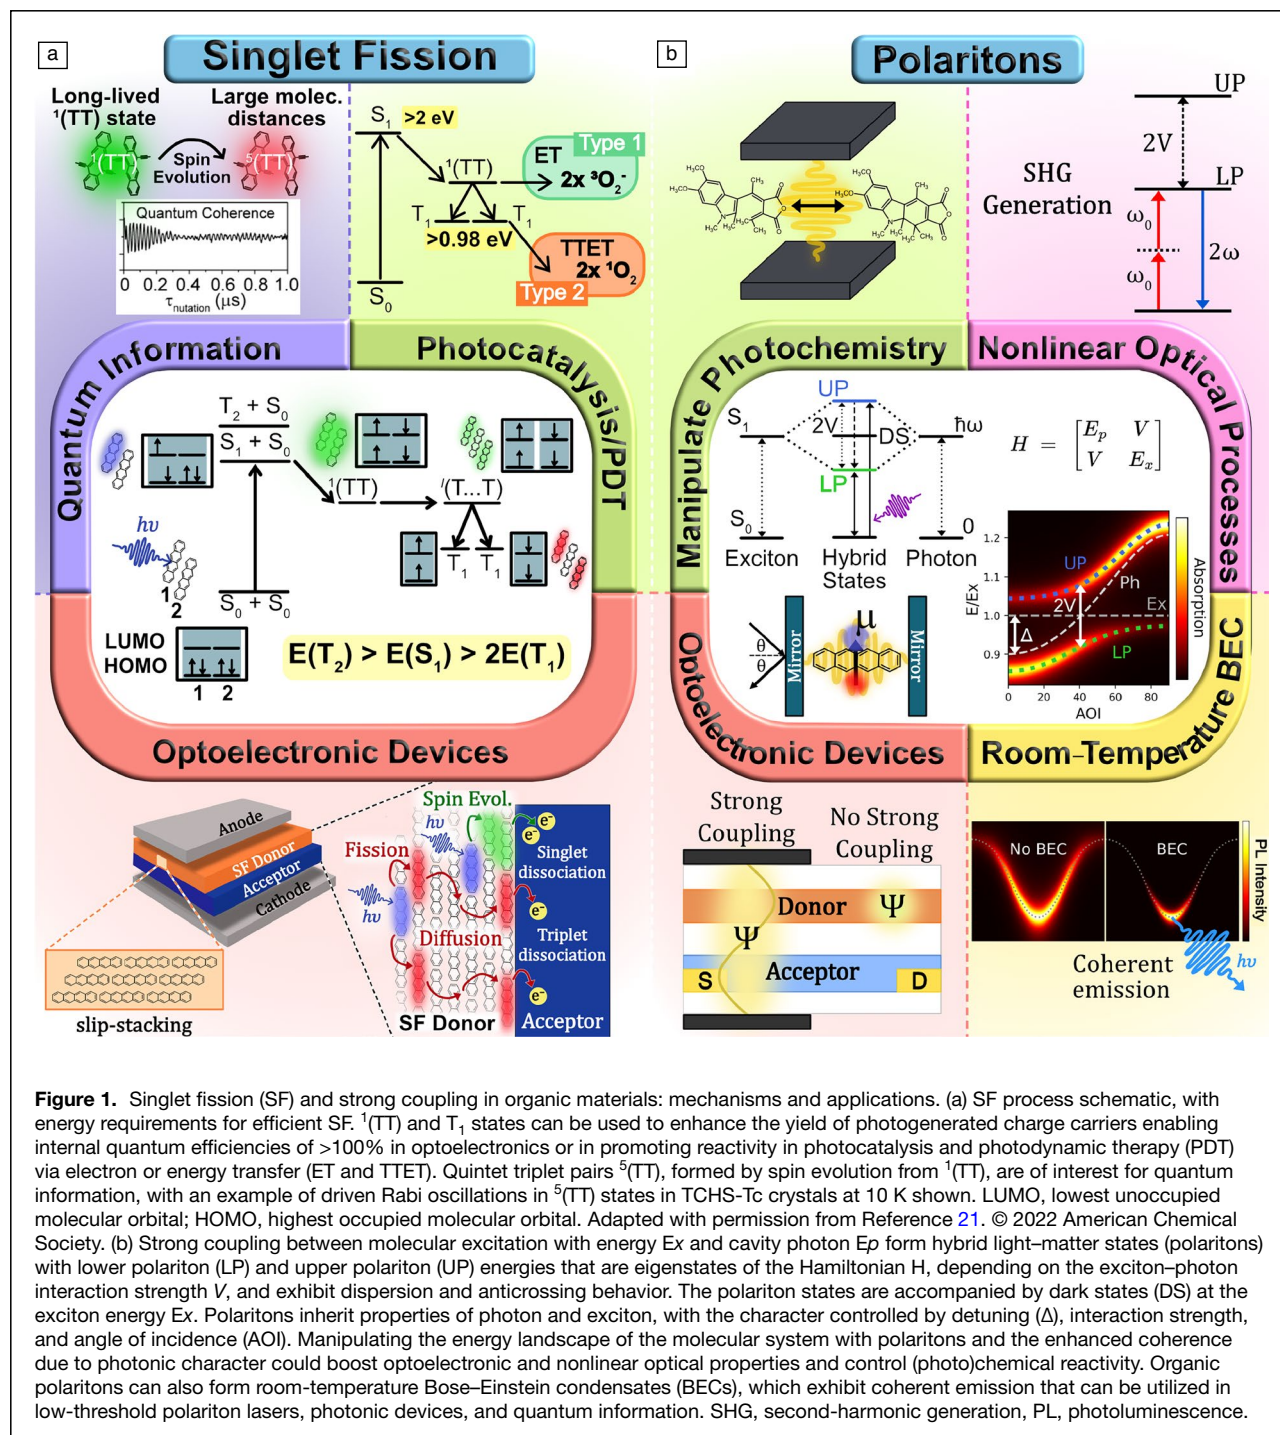 a
Singlet Fission
Long-lived
¹(TT) state
Large molec.
distances
¹(TT)
⁵(TT)
Spin
Evolution
Quantum Coherence
0 0.2 0.4 0.6 0.8 1.0
τnutation (μs)
S₁ >2 eV
¹(TT)
T₁ T₁
>0.98 eV
S₀
Type 1
ET
2x ³O₂⁻
TTET
2x ¹O₂
Type 2
Quantum Information
Photocatalysis/PDT
T₂ + S₀
S₁ + S₀
¹(TT)
ˡ(T...T)
T₁ T₁
hν
1
2
S₀ + S₀
LUMO
HOMO
1 2
E(T₂) > E(S₁) > 2E(T₁)
Optoelectronic Devices
Anode
SF Donor
Acceptor
Cathode
slip-stacking
Spin Evol.
hν
Fission
hν
Diffusion
SF Donor
e⁻
e⁻
Singlet
dissociation
e⁻
Triplet
dissociation
e⁻
Acceptor
b
Polaritons
OCH₃
CH₃
CH₃
MeO
MeO
UP
2V
LP
SHG
Generation
ω₀
ω₀
2ω
Manipulate Photochemistry
Nonlinear Optical Processes
UP
S₁
2V
DS
ħω
LP
S₀
0
Exciton
Hybrid
States
Photon
H = [Ep V
V Ex]
Mirror
θ
θ
μ
Mirror
E/Ex
1.2
1.1
1.0
0.9
UP
Ph
2V
Ex
Δ
LP
0 20 40 60 80
AOI
Absorption
Optoelectronic Devices
Room-Temperature BEC
Strong
Coupling
No Strong
Coupling
Donor
Ψ
Ψ
Acceptor
S
D
No BEC
BEC
PL Intensity
Coherent
emission
hν
Figure 1. Singlet fission (SF) and strong coupling in organic materials: mechanisms and applications. (a) SF process schematic, with
energy requirements for efficient SF. ¹(TT) and T₁ states can be used to enhance the yield of photogenerated charge carriers enabling
internal quantum efficiencies of >100% in optoelectronics or in promoting reactivity in photocatalysis and photodynamic therapy (PDT)
via electron or energy transfer (ET and TTET). Quintet triplet pairs ⁵(TT), formed by spin evolution from ¹(TT), are of interest for quantum
information, with an example of driven Rabi oscillations in ⁵(TT) states in TCHS-Tc crystals at 10 K shown. LUMO, lowest unoccupied
molecular orbital; HOMO, highest occupied molecular orbital. Adapted with permission from Reference 21. © 2022 American Chemical
Society. (b) Strong coupling between molecular excitation with energy Ex and cavity photon Ep form hybrid light–matter states (polaritons)
with lower polariton (LP) and upper polariton (UP) energies that are eigenstates of the Hamiltonian H, depending on the exciton–photon
interaction strength V, and exhibit dispersion and anticrossing behavior. The polariton states are accompanied by dark states (DS) at the
exciton energy Ex. Polaritons inherit properties of photon and exciton, with the character controlled by detuning (Δ), interaction strength,
and angle of incidence (AOI). Manipulating the energy landscape of the molecular system with polaritons and the enhanced coherence
due to photonic character could boost optoelectronic and nonlinear optical properties and control (photo)chemical reactivity. Organic
polaritons can also form room-temperature Bose–Einstein condensates (BECs), which exhibit coherent emission that can be utilized in
low-threshold polariton lasers, photonic devices, and quantum information. SHG, second-harmonic generation, PL, photoluminescence.